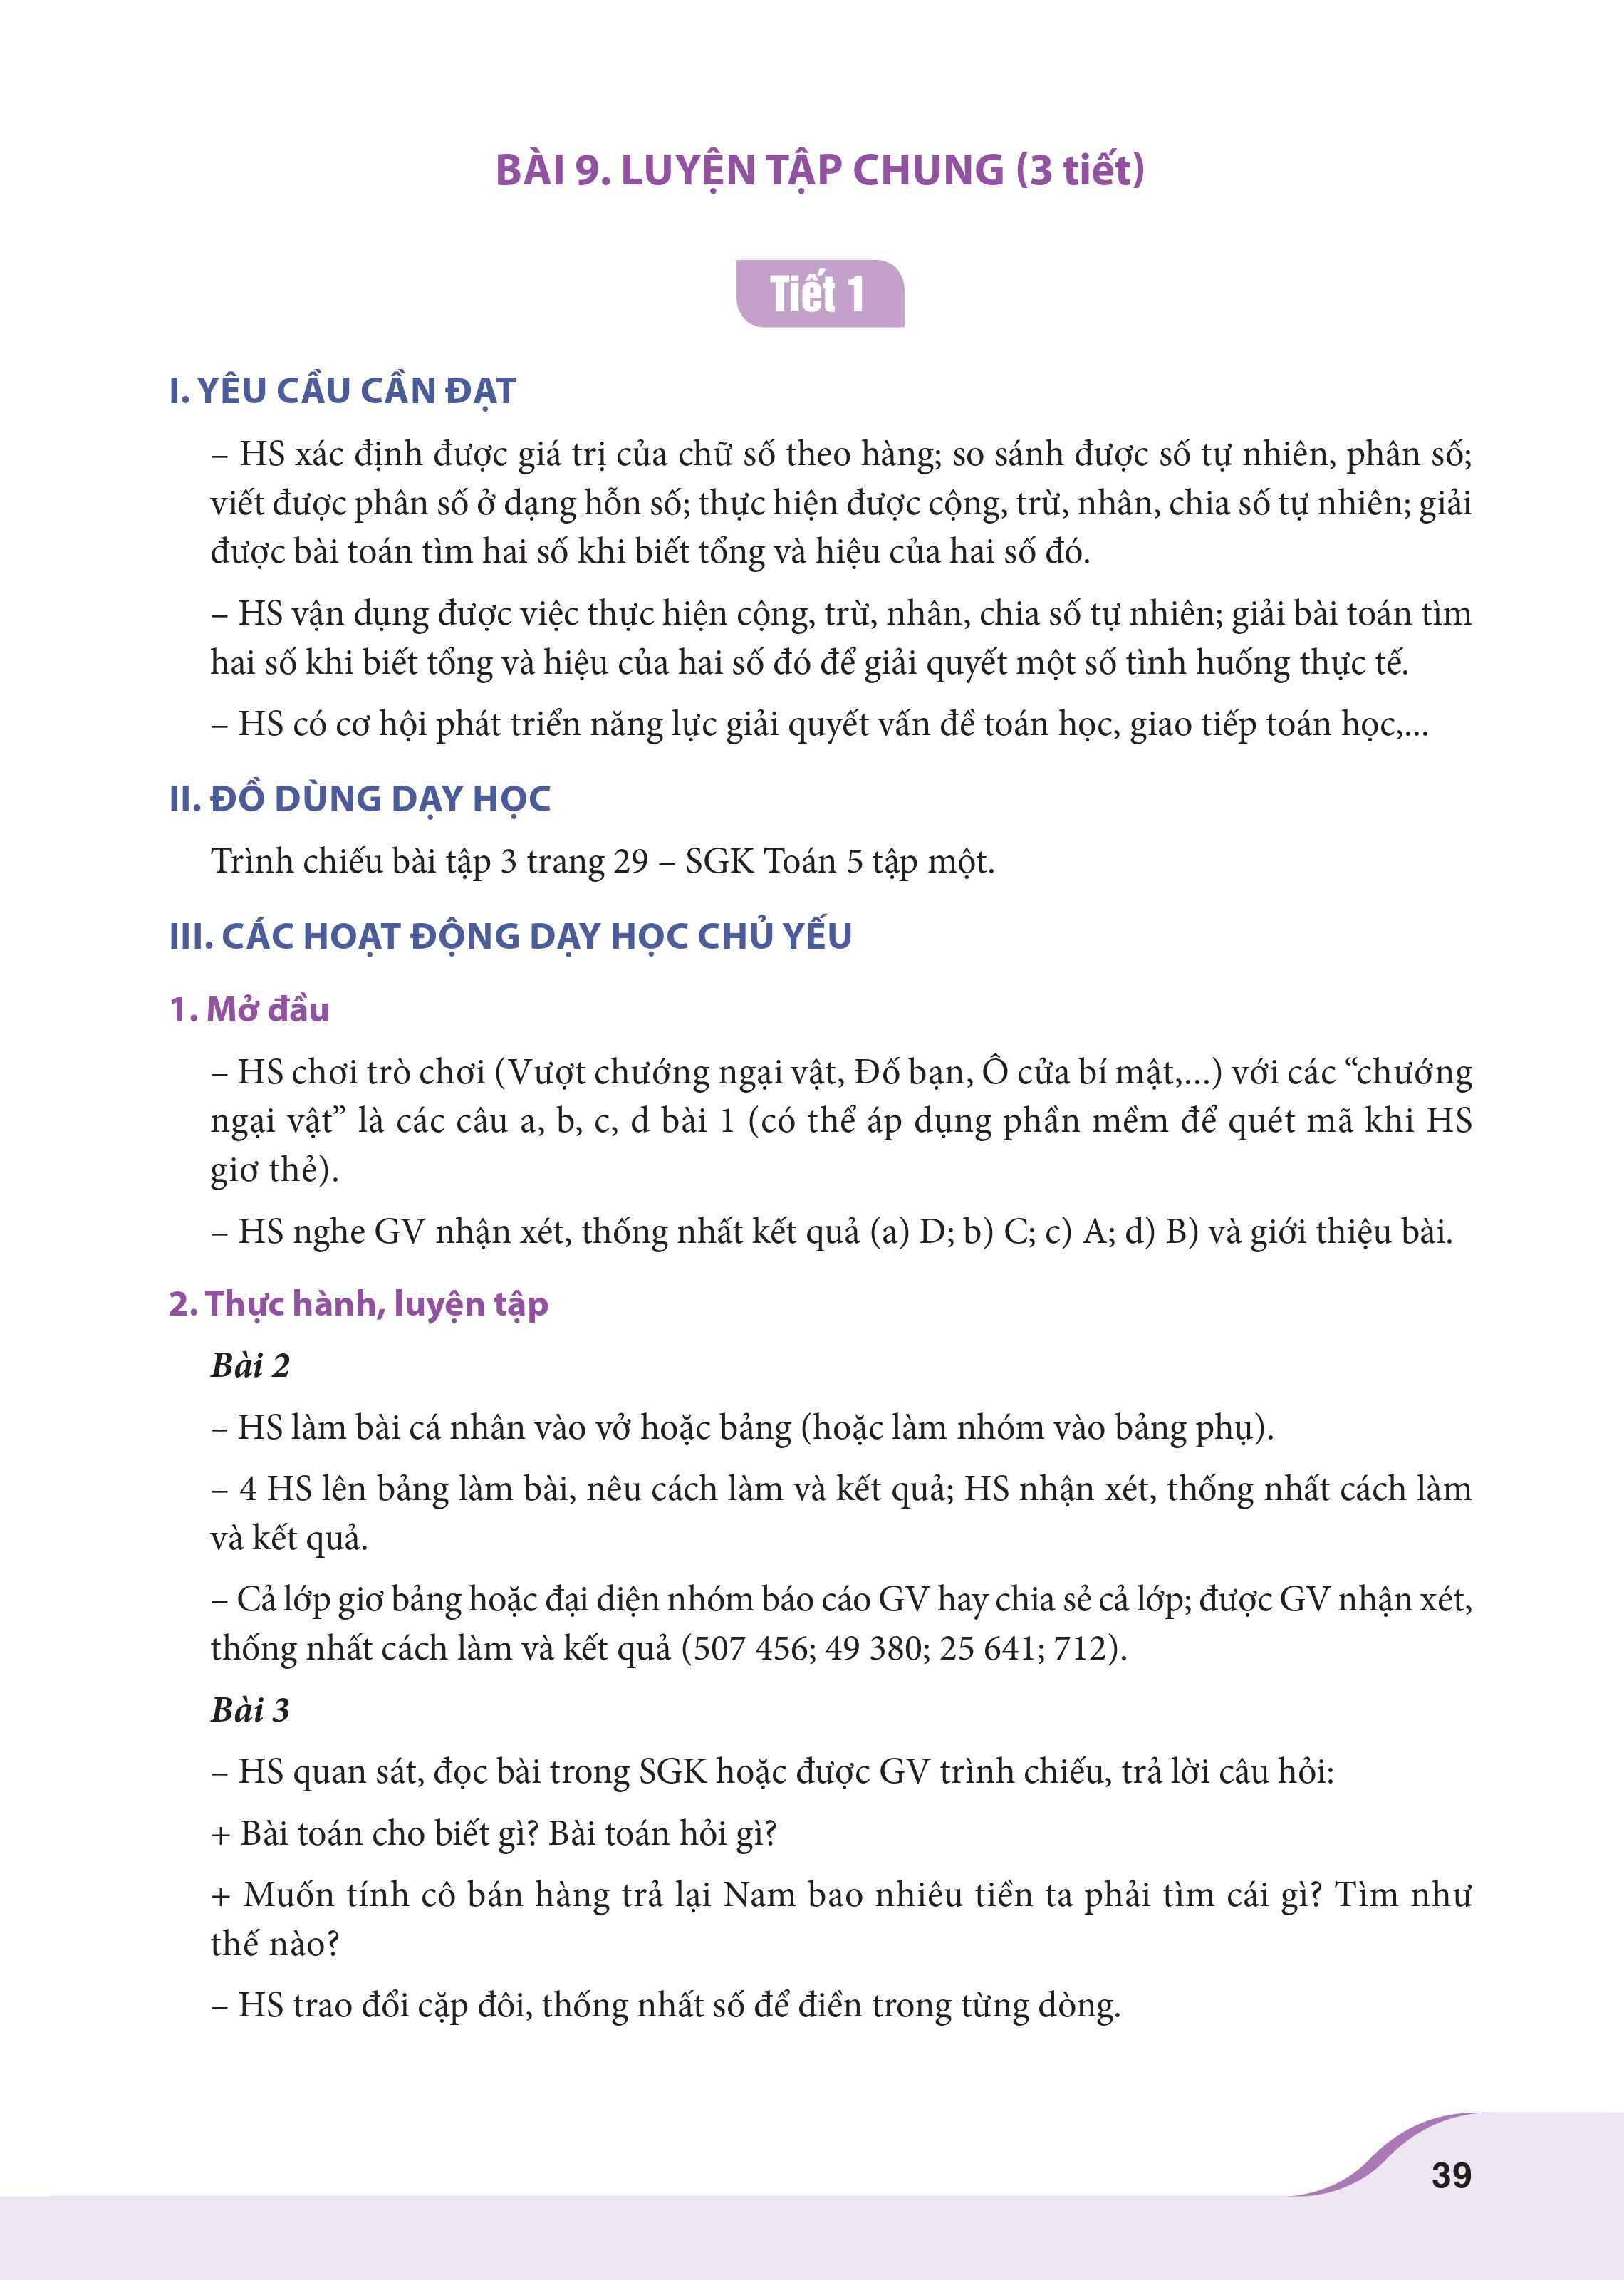 BÀI 9. LUYỆN TẬP CHUNG (3 tiết)
Tiết 1
I. YÊU CẦU CẦN ĐẠT
– HS xác định được giá trị của chữ số theo hàng; so sánh được số tự nhiên, phân số;
viết được phân số ở dạng hỗn số; thực hiện được cộng, trừ, nhân, chia số tự nhiên; giải
được bài toán tìm hai số khi biết tổng và hiệu của hai số đó.
– HS vận dụng được việc thực hiện cộng, trừ, nhân, chia số tự nhiên; giải bài toán tìm
hai số khi biết tổng và hiệu của hai số đó để giải quyết một số tình huống thực tế.
– HS có cơ hội phát triển năng lực giải quyết vấn đề toán học, giao tiếp toán học,...
II. ĐỒ DÙNG DẠY HỌC
Trình chiếu bài tập 3 trang 29 – SGK Toán 5 tập một.
III. CÁC HOẠT ĐỘNG DẠY HỌC CHỦ YẾU
1. Mở đầu
– HS chơi trò chơi (Vượt chướng ngại vật, Đố bạn, Ô cửa bí mật,...) với các “chướng
ngại vật” là các câu a, b, c, d bài 1 (có thể áp dụng phần mềm để quét mã khi HS
giơ thẻ).
– HS nghe GV nhận xét, thống nhất kết quả (a) D; b) C; c) A; d) B) và giới thiệu bài.
2. Thực hành, luyện tập
Bài 2
– HS làm bài cá nhân vào vở hoặc bảng (hoặc làm nhóm vào bảng phụ).
– 4 HS lên bảng làm bài, nêu cách làm và kết quả; HS nhận xét, thống nhất cách làm
và kết quả.
– Cả lớp giơ bảng hoặc đại diện nhóm báo cáo GV hay chia sẻ cả lớp; được GV nhận xét,
thống nhất cách làm và kết quả (507 456; 49 380; 25 641; 712).
Bài 3
– HS quan sát, đọc bài trong SGK hoặc được GV trình chiếu, trả lời câu hỏi:
+ Bài toán cho biết gì? Bài toán hỏi gì?
+ Muốn tính cô bán hàng trả lại Nam bao nhiêu tiền ta phải tìm cái gì? Tìm như
thế nào?
– HS trao đổi cặp đôi, thống nhất số để điền trong từng dòng.
39